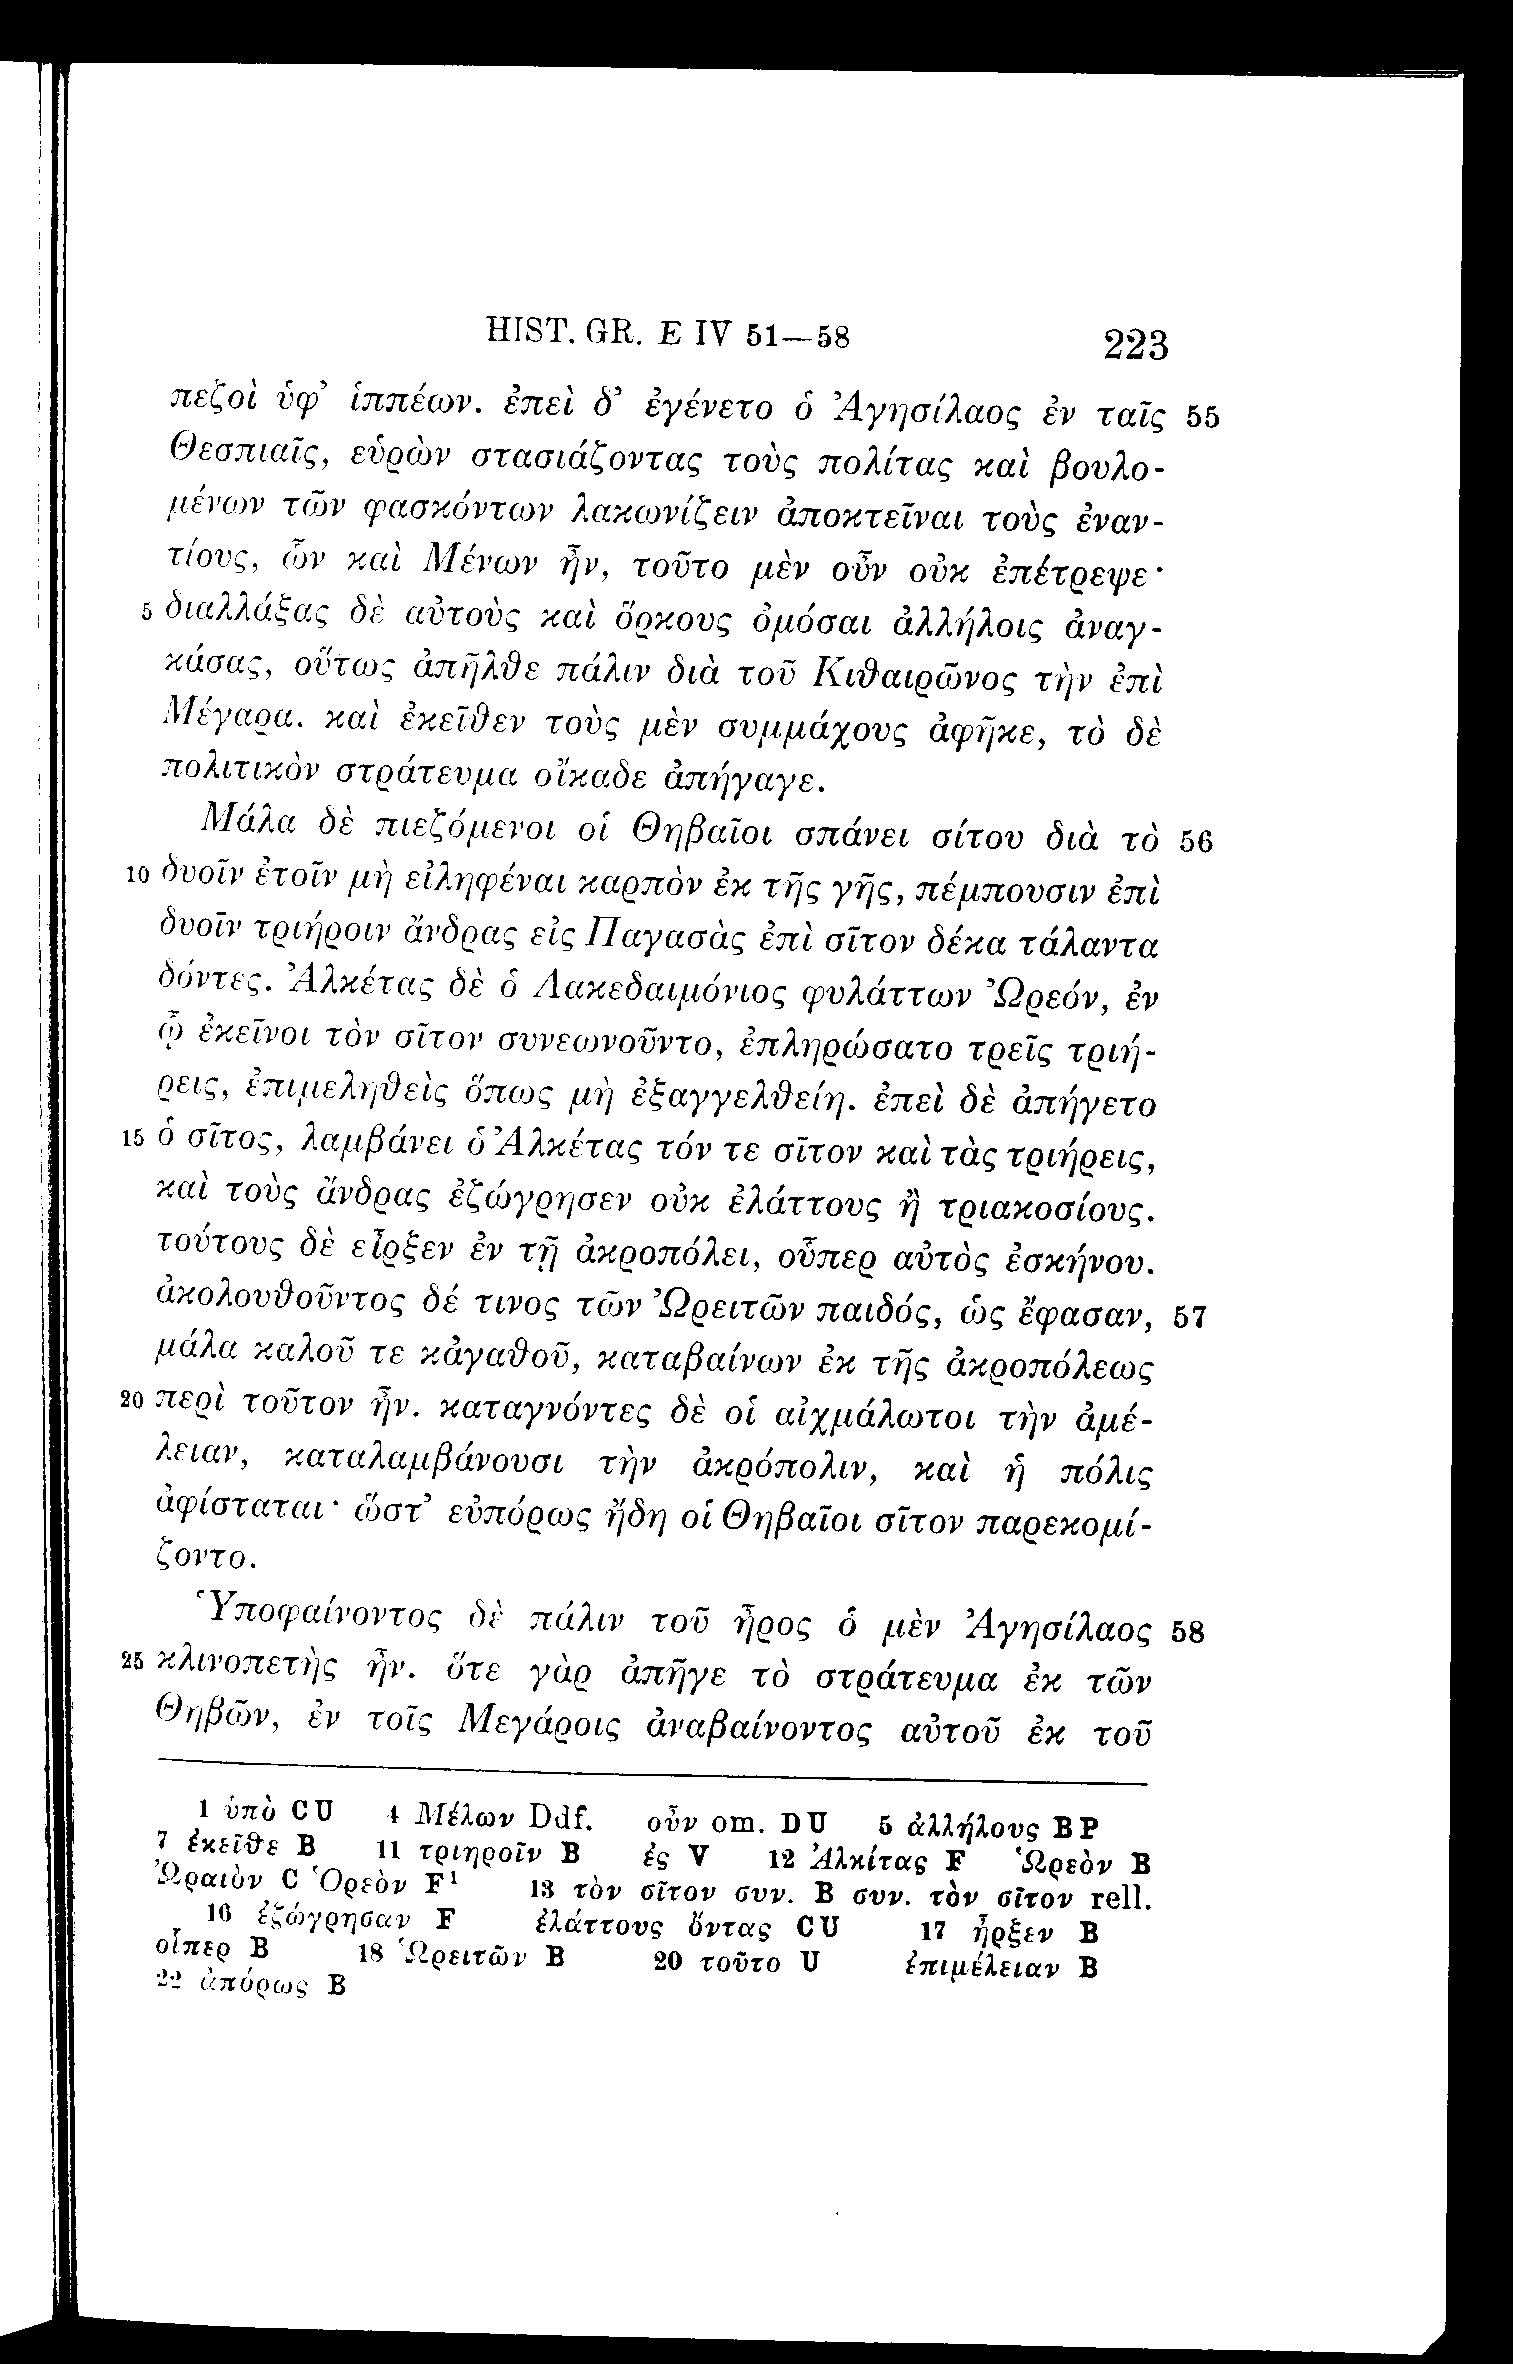 HIST. GR. E IV 51—58 223
πεζοὶ ὑφ’ ἱππέων. ἐπεὶ δ’ ἐγένετο ὁ Ἀγησίλαος ἐν ταῖς 55
Θεσπιαῖς, εὑρὼν στασιάζοντας τοὺς πολίτας καὶ βουλο-
μένων τῶν φασκόντων λακωνίζειν ἀποκτεῖναι τοὺς ἐναν-
τίους, ὧν καὶ Μένων ἦν, τοῦτο μὲν οὖν οὐκ ἐπέτρεψε·
5 διαλλάξας δὲ αὐτοὺς καὶ ὅρκους ὀμόσαι ἀλλήλοις ἀναγ-
κάσας, οὕτως ἀπῆλθε πάλιν διὰ τοῦ Κιθαιρῶνος τὴν ἐπὶ
Μέγαρα. καὶ ἐκεῖθεν τοὺς μὲν συμμάχους ἀφῆκε, τὸ δὲ
πολιτικὸν στράτευμα οἴκαδε ἀπήγαγε.
Μάλα δὲ πιεζόμενοι οἱ Θηβαῖοι σπάνει σίτου διὰ τὸ 56
10 δυοῖν ἐτοῖν μὴ εἰληφέναι καρπὸν ἐκ τῆς γῆς, πέμπουσιν ἐπὶ
δυοῖν τριήροιν ἄνδρας εἰς Παγασὰς ἐπὶ σῖτον δέκα τάλαντα
δόντες. Ἀλκέτας δὲ ὁ Λακεδαιμόνιος φυλάττων Ὠρεόν, ἐν
ᾧ ἐκεῖνοι τὸν σῖτον συνεωνοῦντο, ἐπληρώσατο τρεῖς τριή-
ρεις, ἐπιμεληθεὶς ὅπως μὴ ἐξαγγελθείη. ἐπεὶ δὲ ἀπήγετο
15 ὁ σῖτος, λαμβάνει ὁ Ἀλκέτας τόν τε σῖτον καὶ τὰς τριήρεις,
καὶ τοὺς ἄνδρας ἐζώγρησεν οὐκ ἐλάττους ἢ τριακοσίους.
τούτους δὲ εἶρξεν ἐν τῇ ἀκροπόλει, οὗπερ αὐτὸς ἐσκήνου.
ἀκολουθοῦντος δέ τινος τῶν Ὠρειτῶν παιδός, ὡς ἔφασαν, 57
μάλα καλοῦ τε κἀγαθοῦ, καταβαίνων ἐκ τῆς ἀκροπόλεως
20 περὶ τοῦτον ἦν. καταγνόντες δὲ οἱ αἰχμάλωτοι τὴν ἀμέ-
λειαν, καταλαμβάνουσι τὴν ἀκρόπολιν, καὶ ἡ πόλις
ἀφίσταται· ὥστ’ εὐπόρως ἤδη οἱ Θηβαῖοι σῖτον παρεκομί-
ζοντο.
Ὑποφαίνοντος δὲ πάλιν τοῦ ἦρος ὁ μὲν Ἀγησίλαος 58
25 κλινοπετὴς ἦν. ὅτε γὰρ ἀπῆγε τὸ στράτευμα ἐκ τῶν
Θηβῶν, ἐν τοῖς Μεγάροις ἀναβαίνοντος αὐτοῦ ἐκ τοῦ
1 ὑπὸ CU 4 Μέλων Ddf. οὖν om. DU 5 ἀλλήλους BP
7 ἐκεῖθε B 11 τριηροῖν B ἐς V 12 Ἀλκίτας F Ὡρεὸν B
Ὠραιὸν C Ὀρεὸν F¹ 13 τὸν σῖτον συν. B συν. τὸν σῖτον rell.
16 ἐζώγρησαν F ἐλάττους ὄντας CU 17 ἦρξεν B
οἷπερ B 18 Ὡρειτῶν B 20 τοῦτο U ἐπιμέλειαν B
22 ἀπόρως B